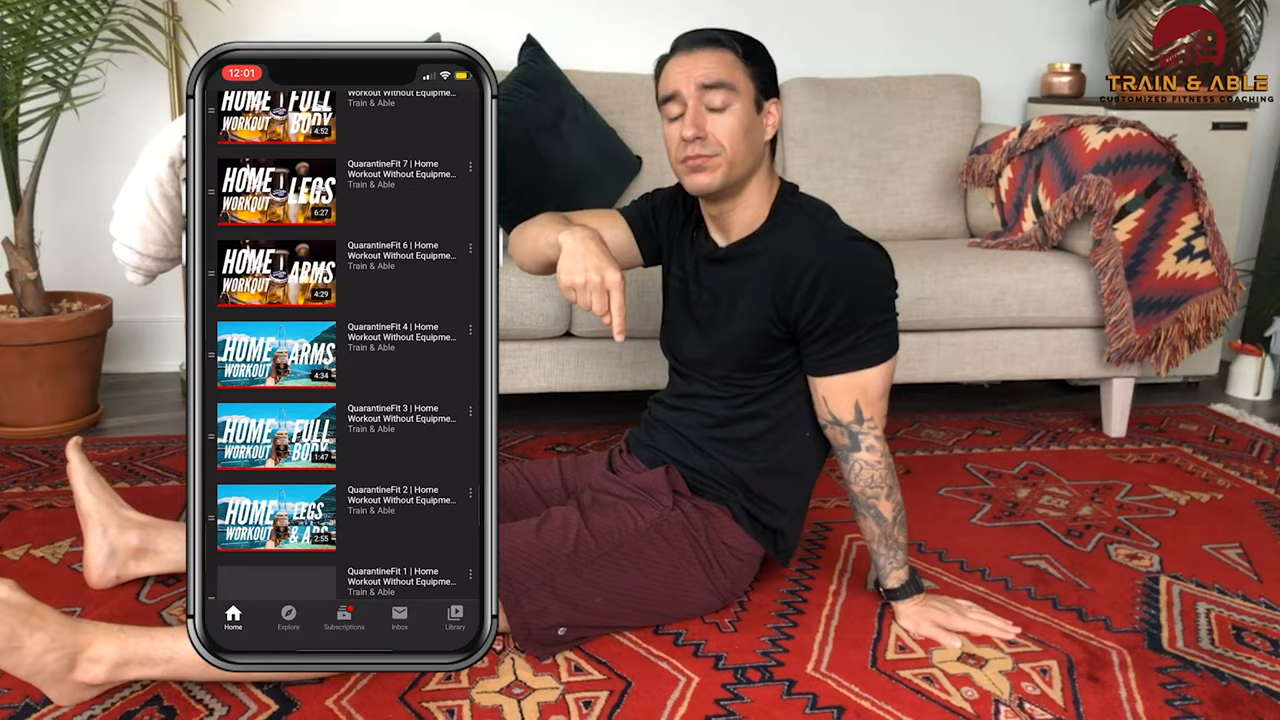 12:01
HOME FULL
WORKOUT BODY
4:52
Workout Without Equipme...
Train & Able
HOME LEGS
WORKOUT
6:27
QuarantineFit 7 | Home
Workout Without Equipme...
Train & Able
HOME ARMS
WORKOUT
4:29
QuarantineFit 6 | Home
Workout Without Equipme...
Train & Able
HOME ARMS
WORKOUT
4:34
QuarantineFit 4 | Home
Workout Without Equipme...
Train & Able
HOME FULL
WORKOUT BODY
1:47
QuarantineFit 3 | Home
Workout Without Equipme...
Train & Able
HOME LEGS
WORKOUT & ABS
2:55
QuarantineFit 2 | Home
Workout Without Equipme...
Train & Able
QuarantineFit 1 | Home
Workout Without Equipme...
Train & Able
Home Explore Subscriptions Inbox Library
TRAIN & ABLE
CUSTOMIZED FITNESS COACHING